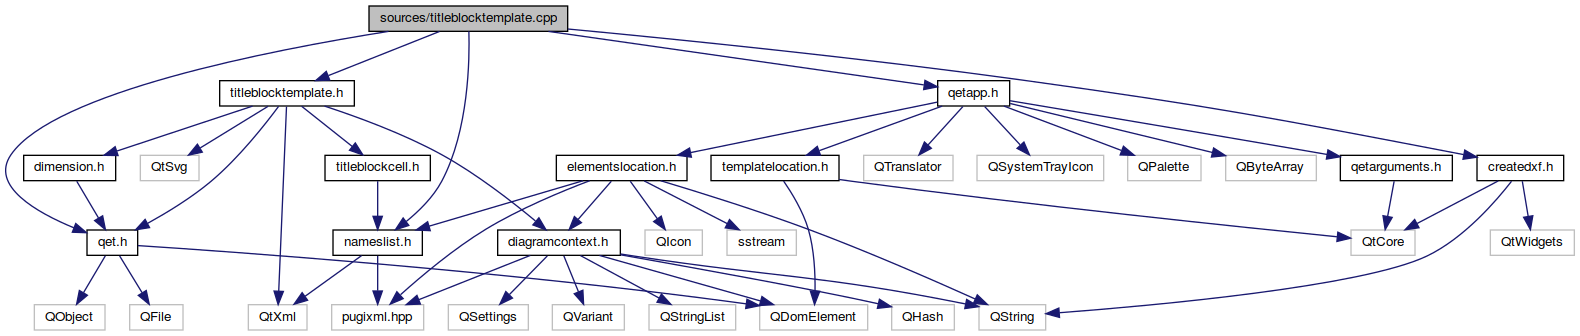 sources/titleblocktemplate.cpp
titleblocktemplate.h
qetapp.h
dimension.h
QtSvg
titleblockcell.h
elementslocation.h
templatelocation.h
QTranslator
QSystemTrayIcon
QPalette
QByteArray
qetarguments.h
createdxf.h
qet.h
nameslist.h
diagramcontext.h
QIcon
sstream
QtCore
QtWidgets
QObject
QFile
QtXml
pugixml.hpp
QSettings
QVariant
QStringList
QDomElement
QHash
QString